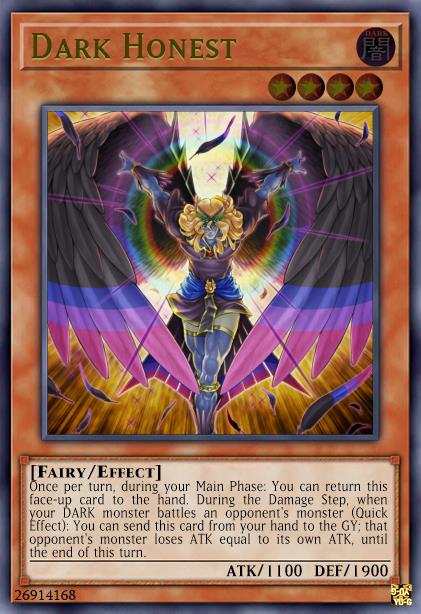 DARK HONEST
DARK
闇
[FAIRY/EFFECT]
Once per turn, during your Main Phase: You can return this
face-up card to the hand. During the Damage Step, when
your DARK monster battles an opponent's monster (Quick
Effect): You can send this card from your hand to the GY; that
opponent's monster loses ATK equal to its own ATK, until
the end of this turn.
ATK/1100 DEF/1900
26914168